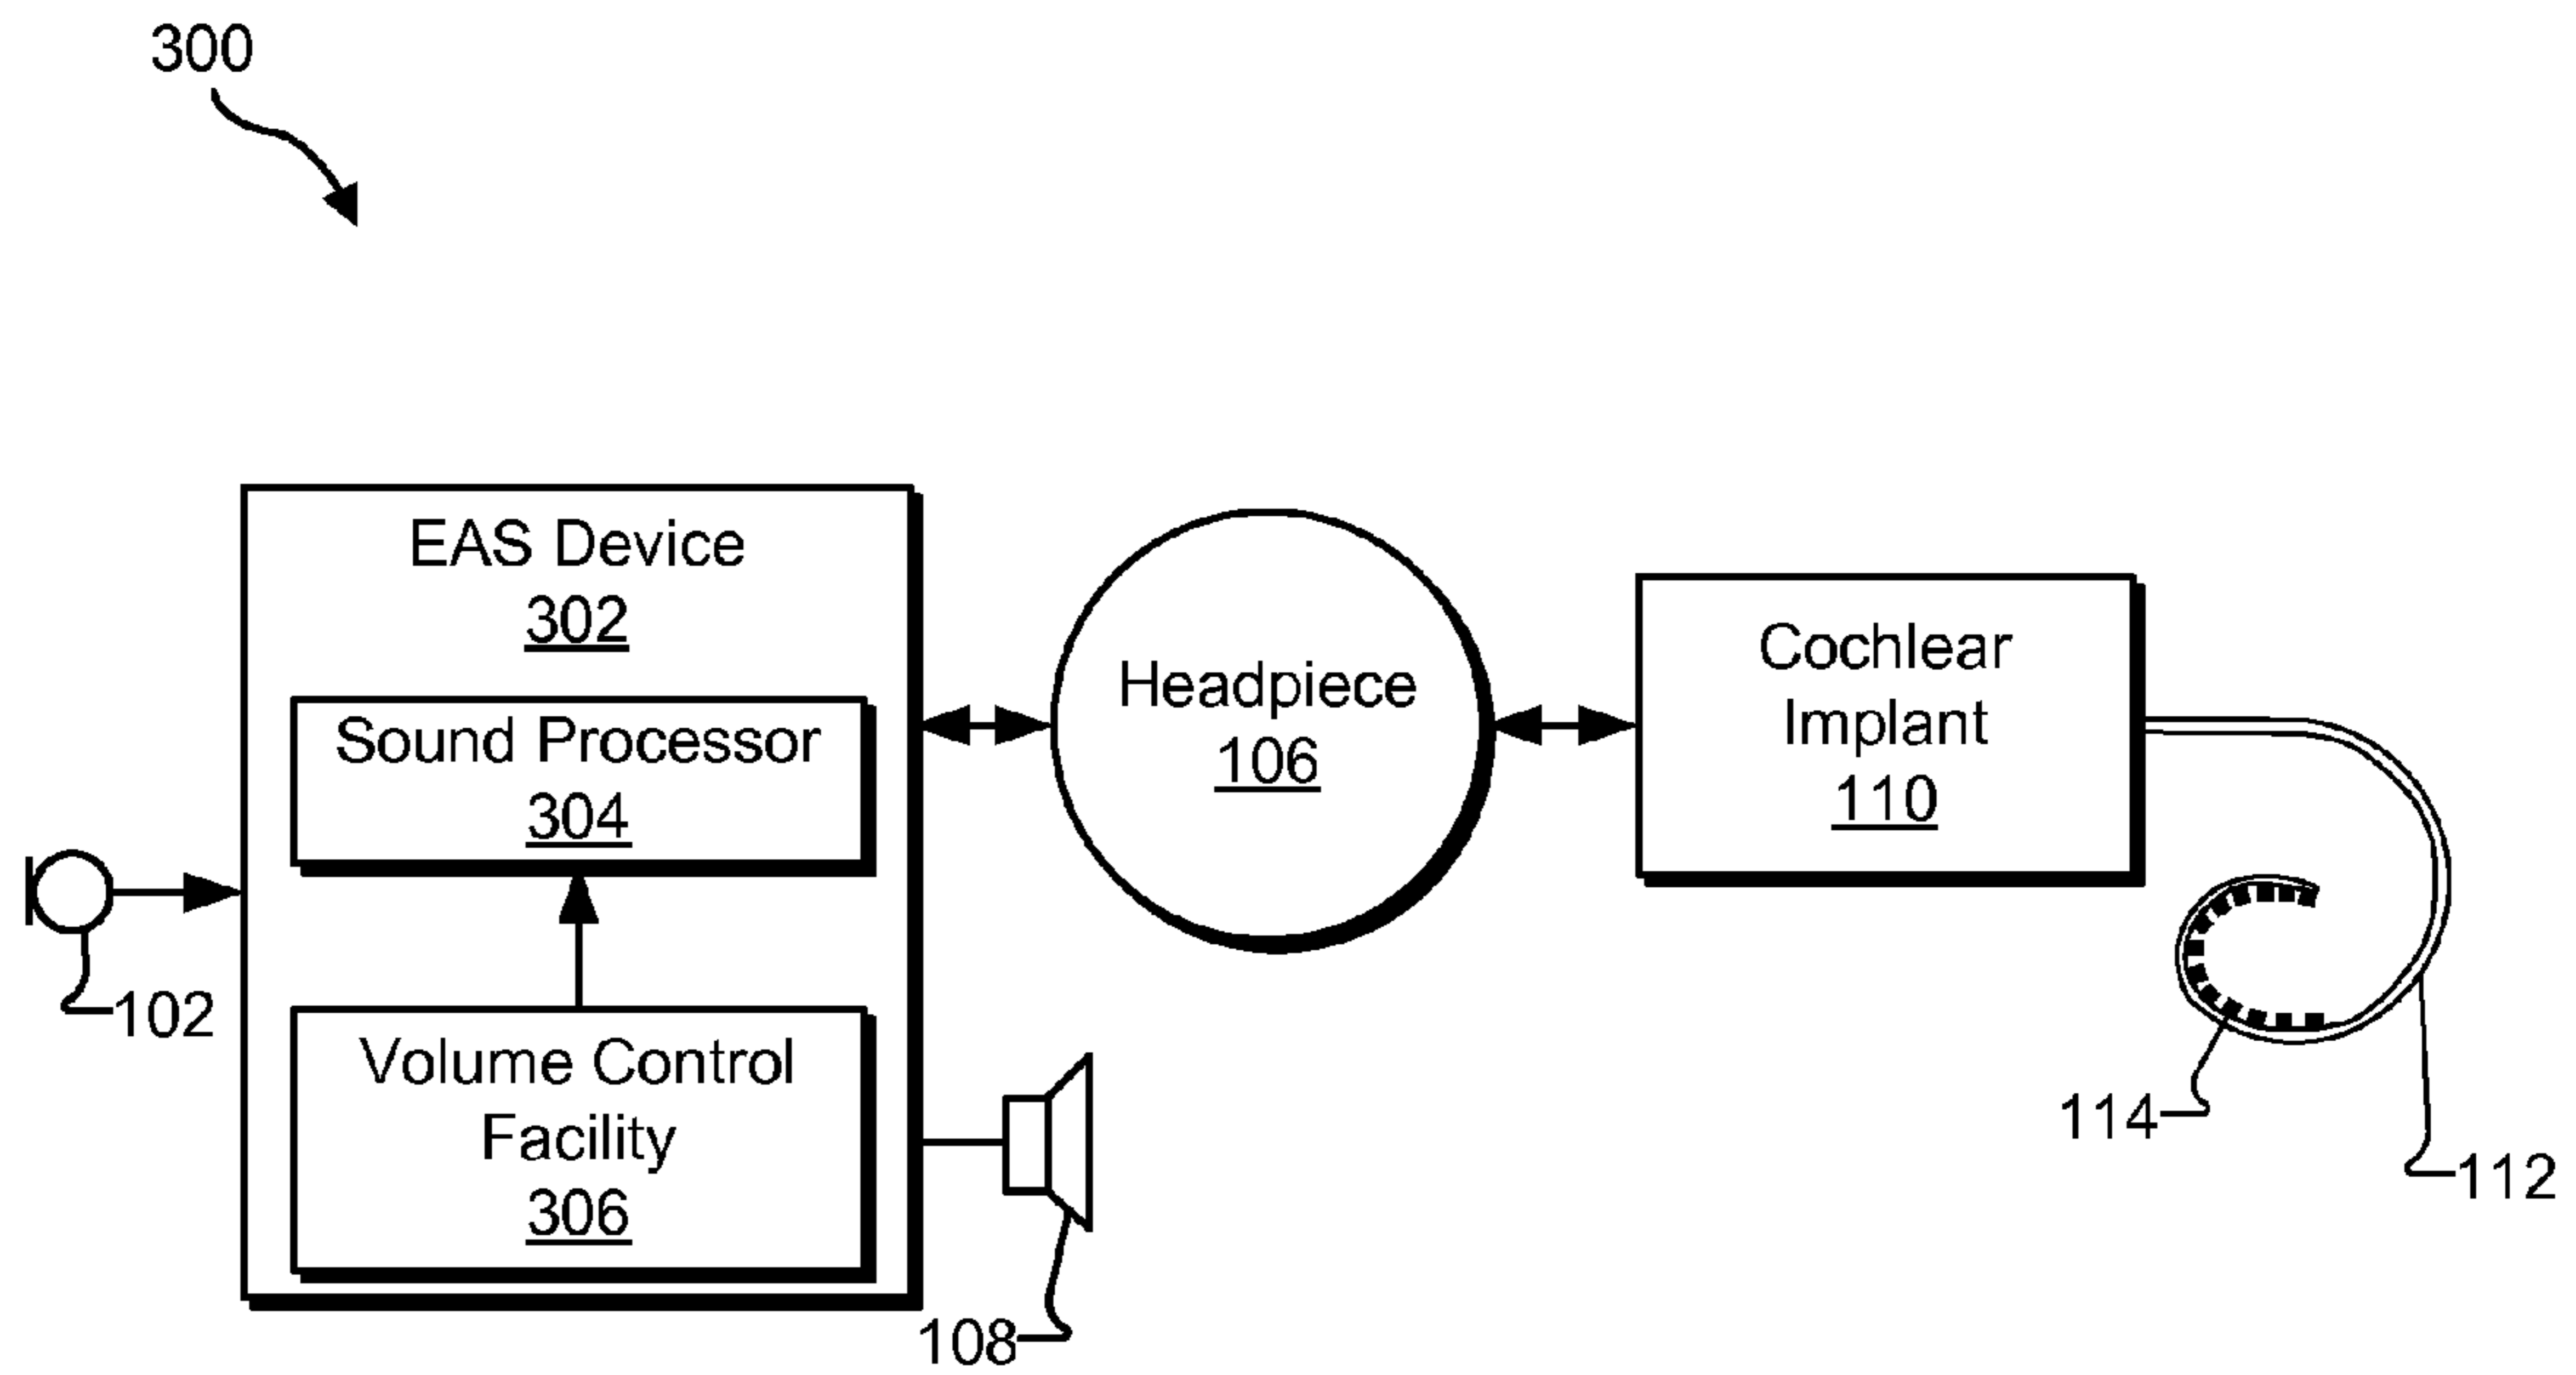 300
EAS Device
302
Sound Processor
304
Volume Control
Facility
306
Headpiece
106
Cochlear
Implant
110
102
108
114
112